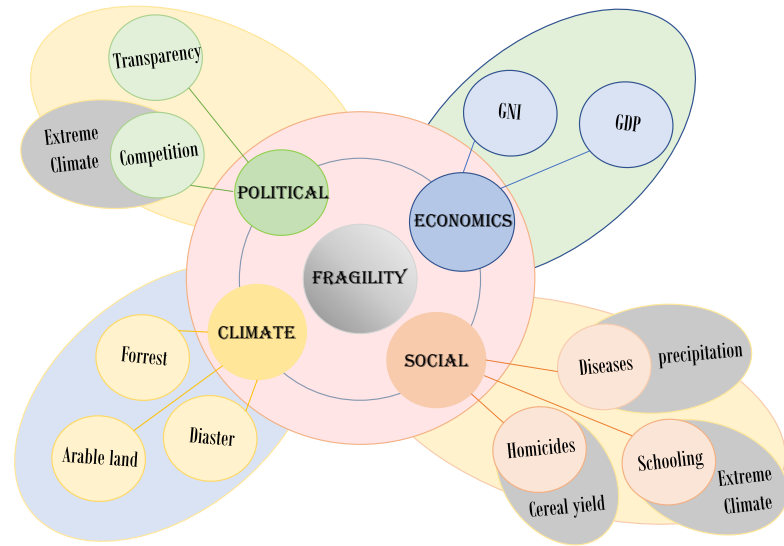 Transparency
Extreme
Climate
Competition
POLITICAL
GNI
GDP
ECONOMICS
FRAGILITY
CLIMATE
SOCIAL
Forrest
Arable land
Diaster
Diseases
precipitation
Homicides
Cereal yield
Schooling
Extreme
Climate